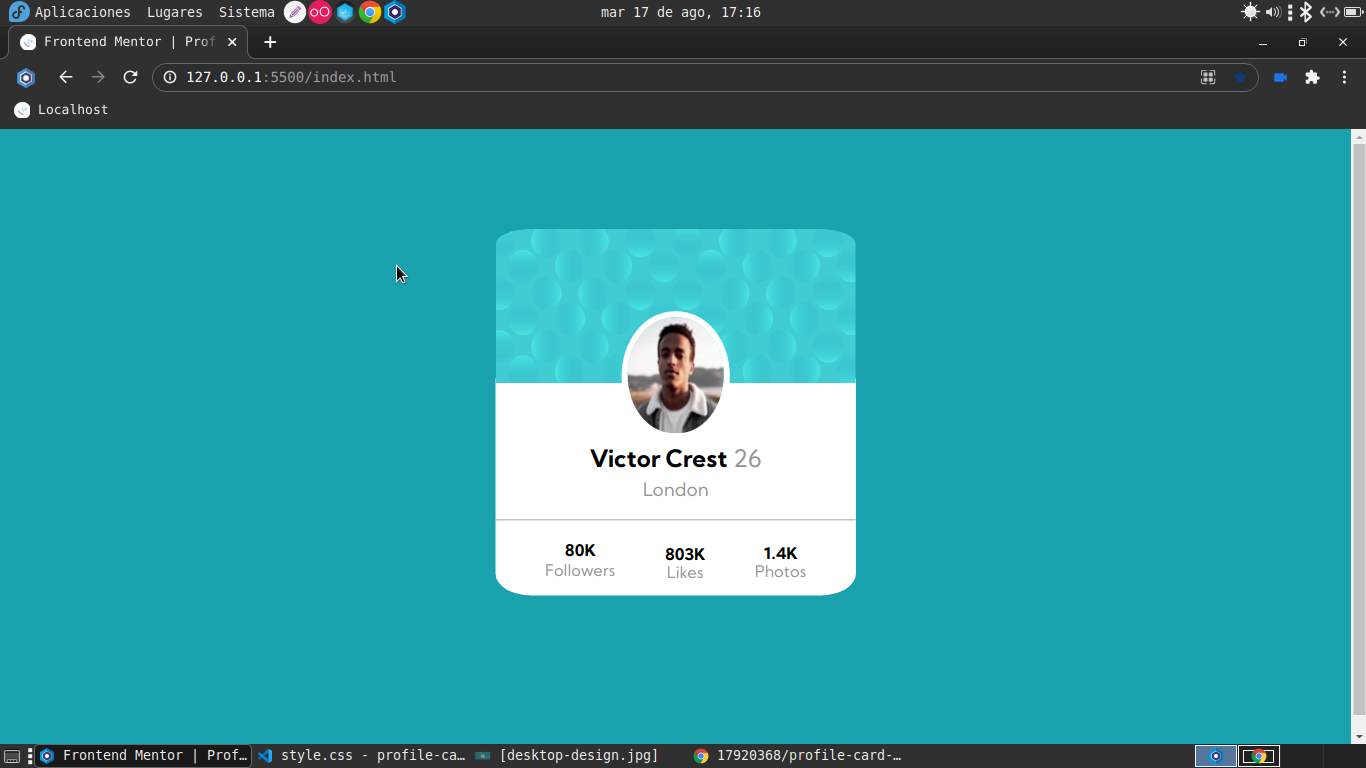 Aplicaciones Lugares Sistema mar 17 de ago, 17:16
Frontend Mentor | Prof
127.0.0.1:5500/index.html
Localhost
Victor Crest 26
London
80K 803K 1.4K
Followers Likes Photos
Frontend Mentor | Prof… style.css - profile-ca… [desktop-design.jpg] 17920368/profile-card-…